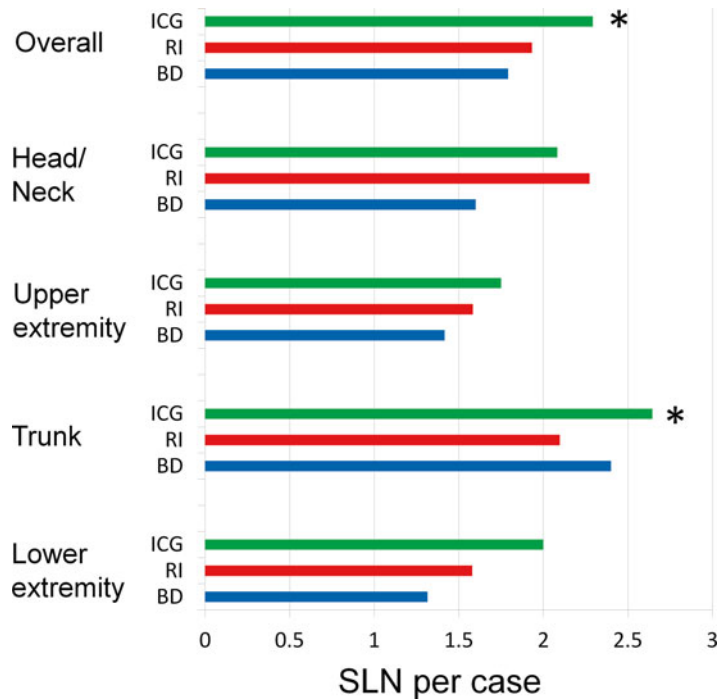 Overall
ICG *
RI
BD
Head/
Neck
ICG
RI
BD
Upper
extremity
ICG
RI
BD
Trunk
ICG *
RI
BD
Lower
extremity
ICG
RI
BD
0 0.5 1 1.5 2 2.5 3
SLN per case